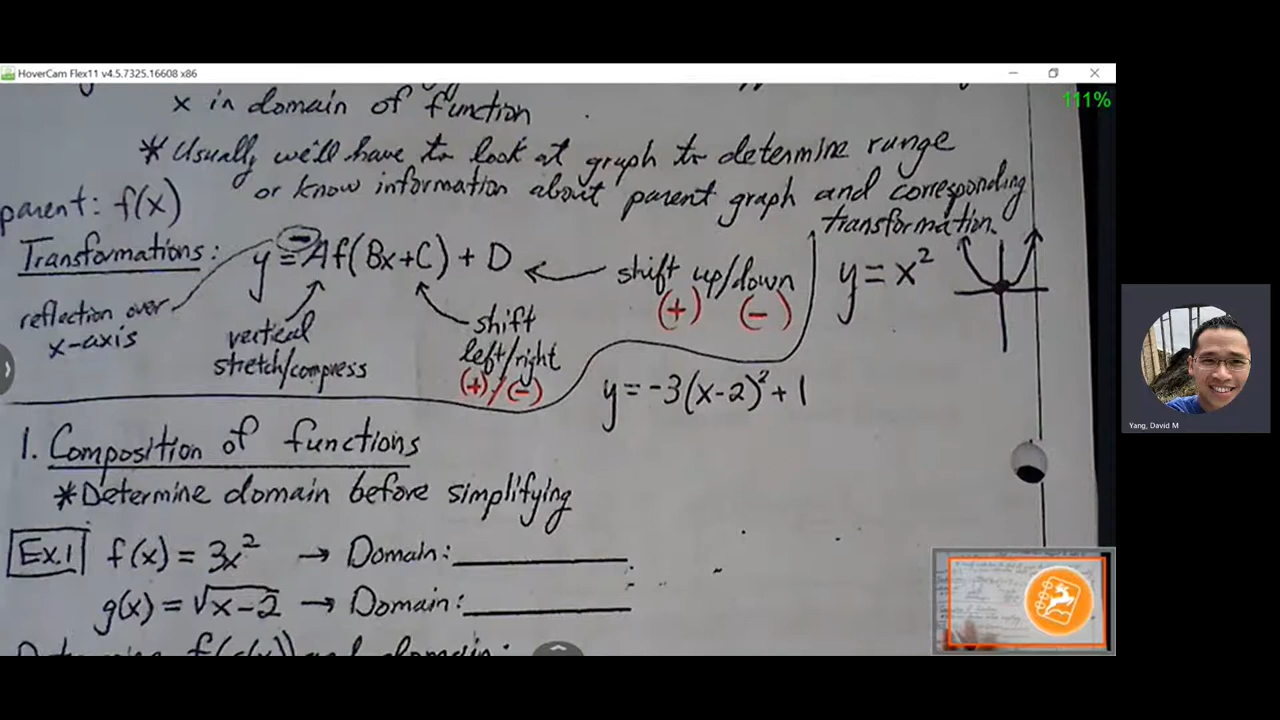 HoverCam Flex11 v4.5.7325.16608 x86
111%
x in domain of function
* Usually we'll have to look at graph to determine range
or know information about parent graph and corresponding
transformation.
parent: f(x)
Transformations: y = -Af(Bx+C) + D
shift up/down
(+) (-)
y = x²
reflection over
x-axis
vertical
stretch/compress
shift
left/right
(+)/(-)
y = -3(x-2)² + 1
1. Composition of functions
* Determine domain before simplifying
Ex.1 f(x) = 3x² → Domain:
g(x) = √x-2 → Domain:
Determine f(g(x)) and domain:
Yang, David M